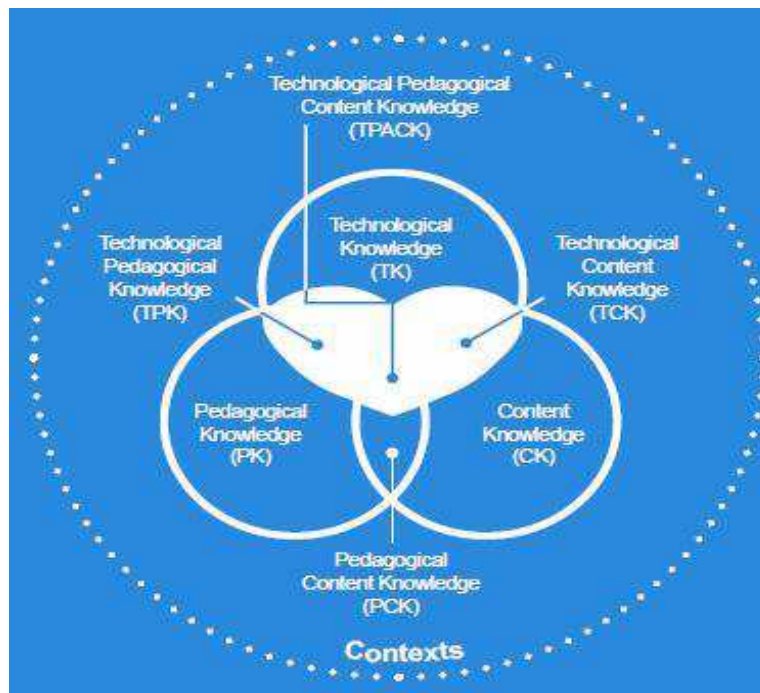 Technological Pedagogical
Content Knowledge
(TPACK)
Technological
Knowledge
(TK)
Technological
Pedagogical
Knowledge
(TPK)
Technological
Content
Knowledge
(TCK)
Pedagogical
Knowledge
(PK)
Content
Knowledge
(CK)
Pedagogical
Content Knowledge
(PCK)
Contexts